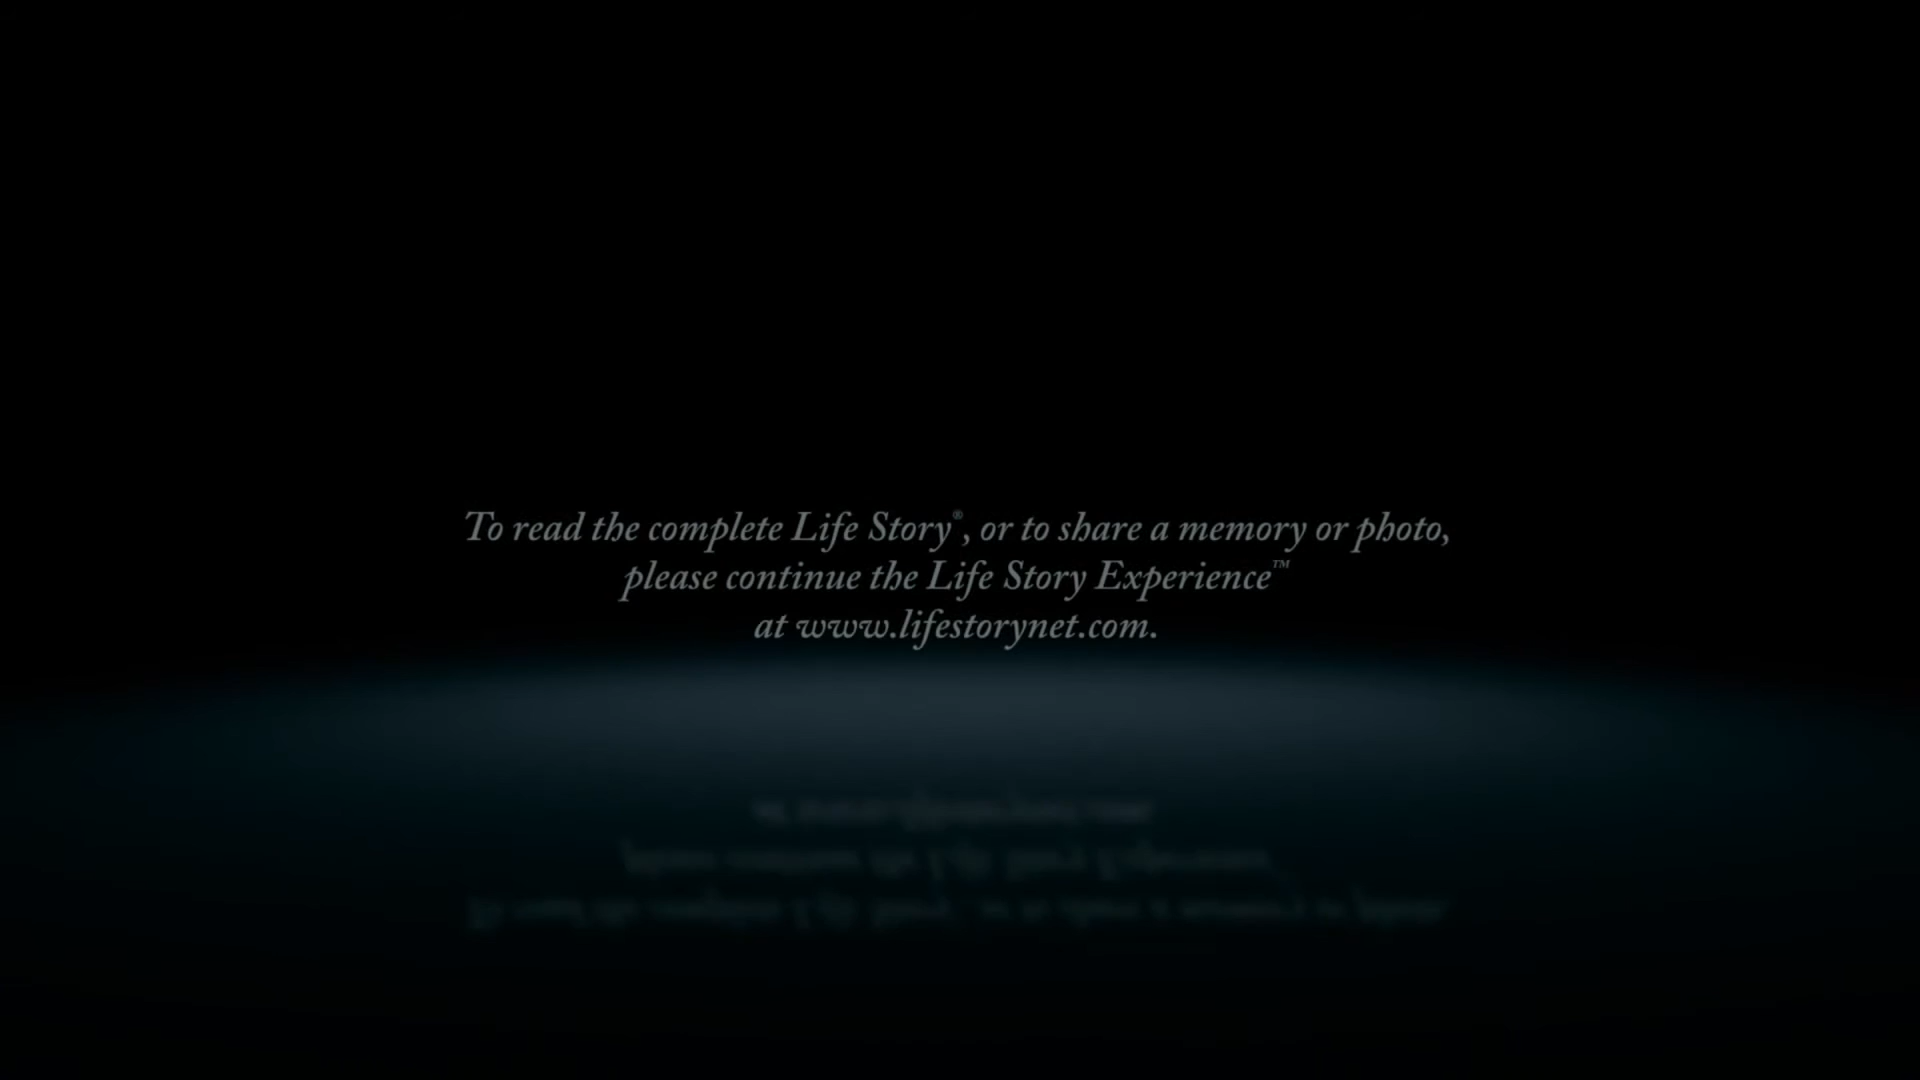 To read the complete Life Story®, or to share a memory or photo,
please continue the Life Story Experience™
at www.lifestorynet.com.